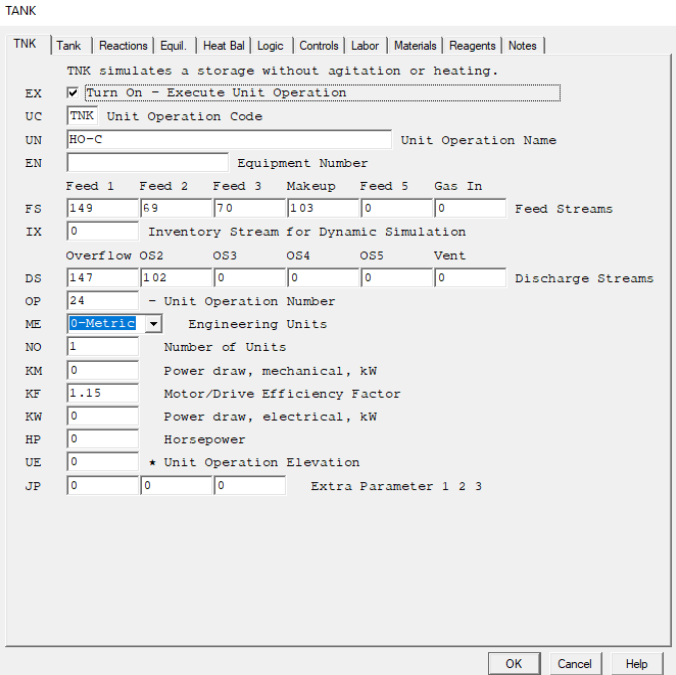 TANK
TNK Tank Reactions Equil. Heat Bal Logic Controls Labor Materials Reagents Notes
TNK simulates a storage without agitation or heating.
EX Turn On - Execute Unit Operation
UC TNK Unit Operation Code
UN HO-C Unit Operation Name
EN Equipment Number
Feed 1 Feed 2 Feed 3 Makeup Feed 5 Gas In
FS 149 69 70 103 0 0 Feed Streams
IX 0 Inventory Stream for Dynamic Simulation
Overflow OS2 OS3 OS4 OS5 Vent
DS 147 102 0 0 0 0 Discharge Streams
OP 24 - Unit Operation Number
ME 0-Metric Engineering Units
NO 1 Number of Units
KM 0 Power draw, mechanical, kW
KF 1.15 Motor/Drive Efficiency Factor
KW 0 Power draw, electrical, kW
HP 0 Horsepower
UE 0 * Unit Operation Elevation
JP 0 0 0 Extra Parameter 1 2 3
OK Cancel Help